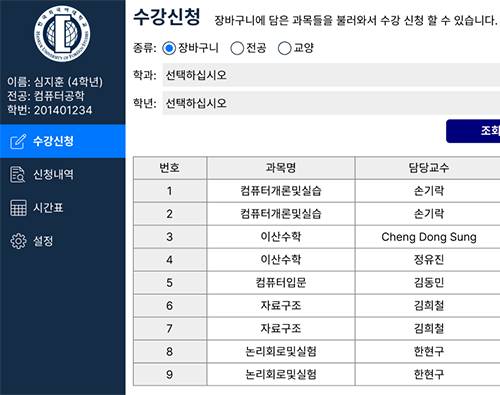 수강신청 장바구니에 담은 과목들을 불러와서 수강 신청 할 수 있습니다.
종류: 장바구니 전공 교양
학과: 선택하십시오
학년: 선택하십시오
조회
이름: 심지훈 (4학년)
전공: 컴퓨터공학
학번: 201401234
수강신청
신청내역
시간표
설정
번호 과목명 담당교수
1 컴퓨터개론및실습 손기락
2 컴퓨터개론및실습 손기락
3 이산수학 Cheng Dong Sung
4 이산수학 정유진
5 컴퓨터입문 김동민
6 자료구조 김희철
7 자료구조 김희철
8 논리회로및실험 한현구
9 논리회로및실험 한현구